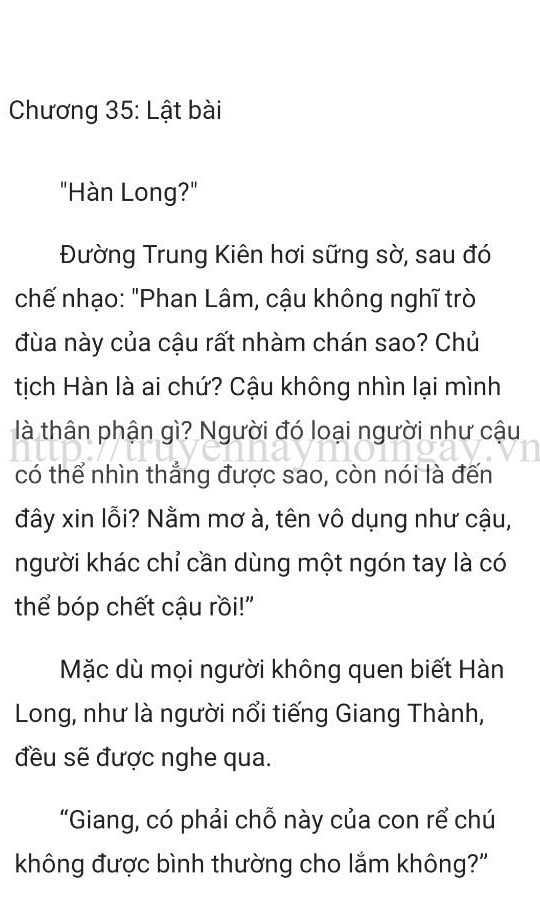 Chương 35: Lật bài
"Hàn Long?"
Đường Trung Kiên hơi sững sờ, sau đó
chế nhạo: "Phan Lâm, cậu không nghĩ trò
đùa này của cậu rất nhàm chán sao? Chủ
tịch Hàn là ai chứ? Cậu không nhìn lại mình
là thân phận gì? Người đó loại người như cậu
http://truyenhaymoingay.vn
có thể nhìn thẳng được sao, còn nói là đến
đây xin lỗi? Nằm mơ à, tên vô dụng như cậu,
người khác chỉ cần dùng một ngón tay là có
thể bóp chết cậu rồi!”
Mặc dù mọi người không quen biết Hàn
Long, như là người nổi tiếng Giang Thành,
đều sẽ được nghe qua.
“Giang, có phải chỗ này của con rể chú
không được bình thường cho lắm không?”